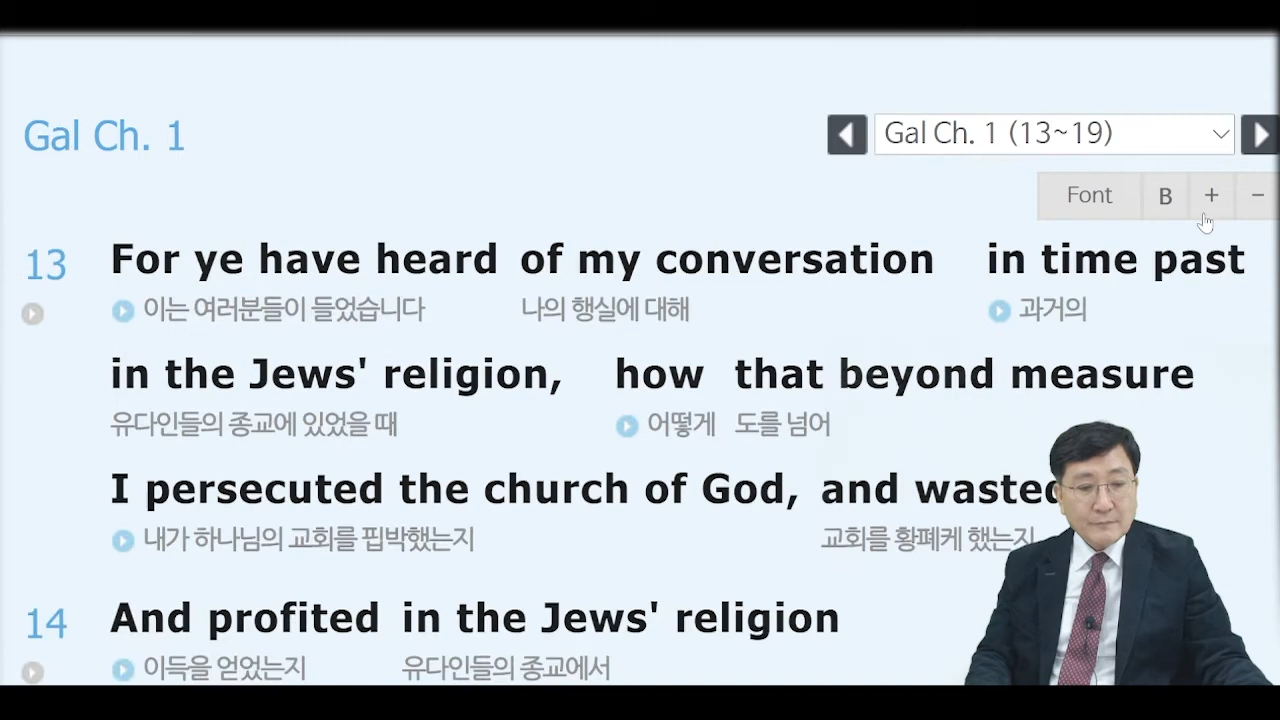 Gal Ch. 1
Gal Ch. 1 (13~19)
Font B + −
13 For ye have heard of my conversation in time past
이는 여러분들이 들었습니다 나의 행실에 대해 과거의
in the Jews' religion, how that beyond measure
유다인들의 종교에 있었을 때 어떻게 도를 넘어
I persecuted the church of God, and wasted
내가 하나님의 교회를 핍박했는지 교회를 황폐케 했는지
14 And profited in the Jews' religion
이득을 얻었는지 유다인들의 종교에서